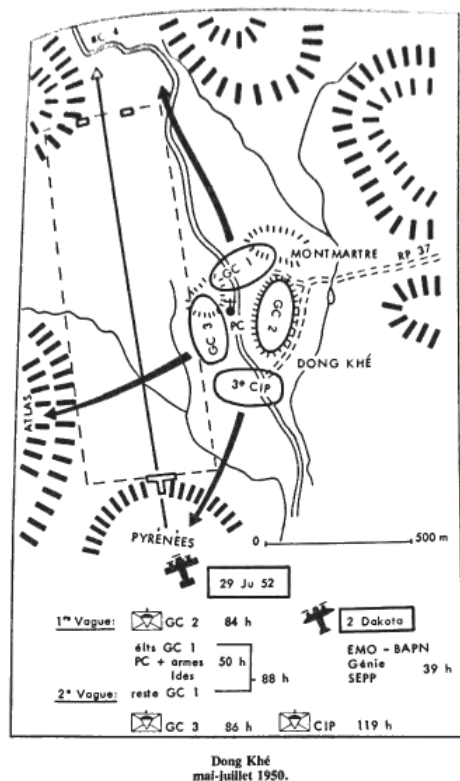 RC 4
GC 1
MONTMARTRE
RP 37
GC 3
PC
GC 2
DONG KHÉ
3e CIP
ATLAS
PYRÉNÉES
0 500 m
29 Ju 52
2 Dakota
1re Vague: GC 2 84 h
élts GC 1
PC + armes 50 h
Ides
88 h
EMO - BAPN
Génie 39 h
SEPP
2e Vague: reste GC 1
GC 3 86 h CIP 119 h
Dong Khé
mai-juillet 1950.